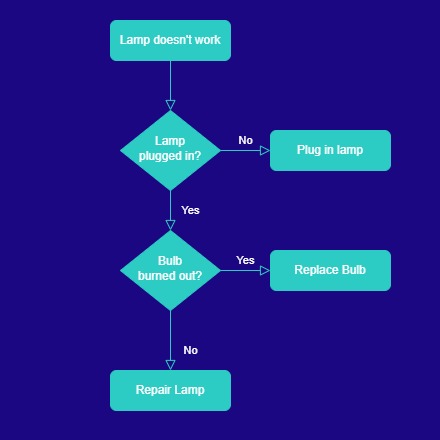 Lamp doesn't work
Lamp
plugged in?
No
Plug in lamp
Yes
Bulb
burned out?
Yes
Replace Bulb
No
Repair Lamp